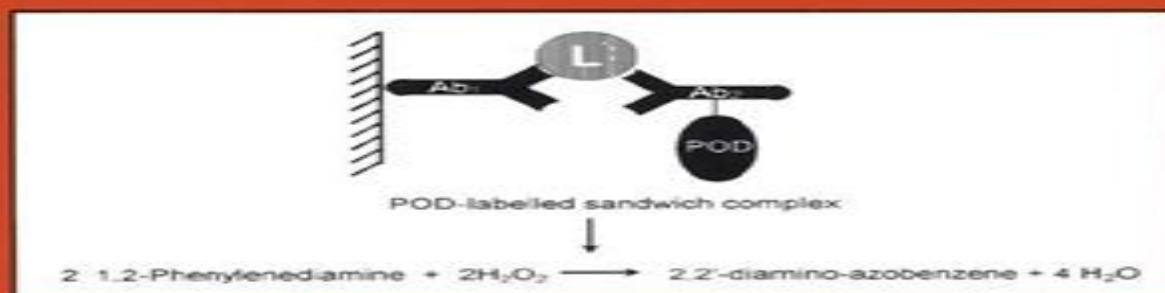 L
Ab₁ Ab₂
POD
POD-labelled sandwich complex
2 1,2-Phenylenediamine + 2H₂O₂ → 2,2'-diamino-azobenzene + 4 H₂O